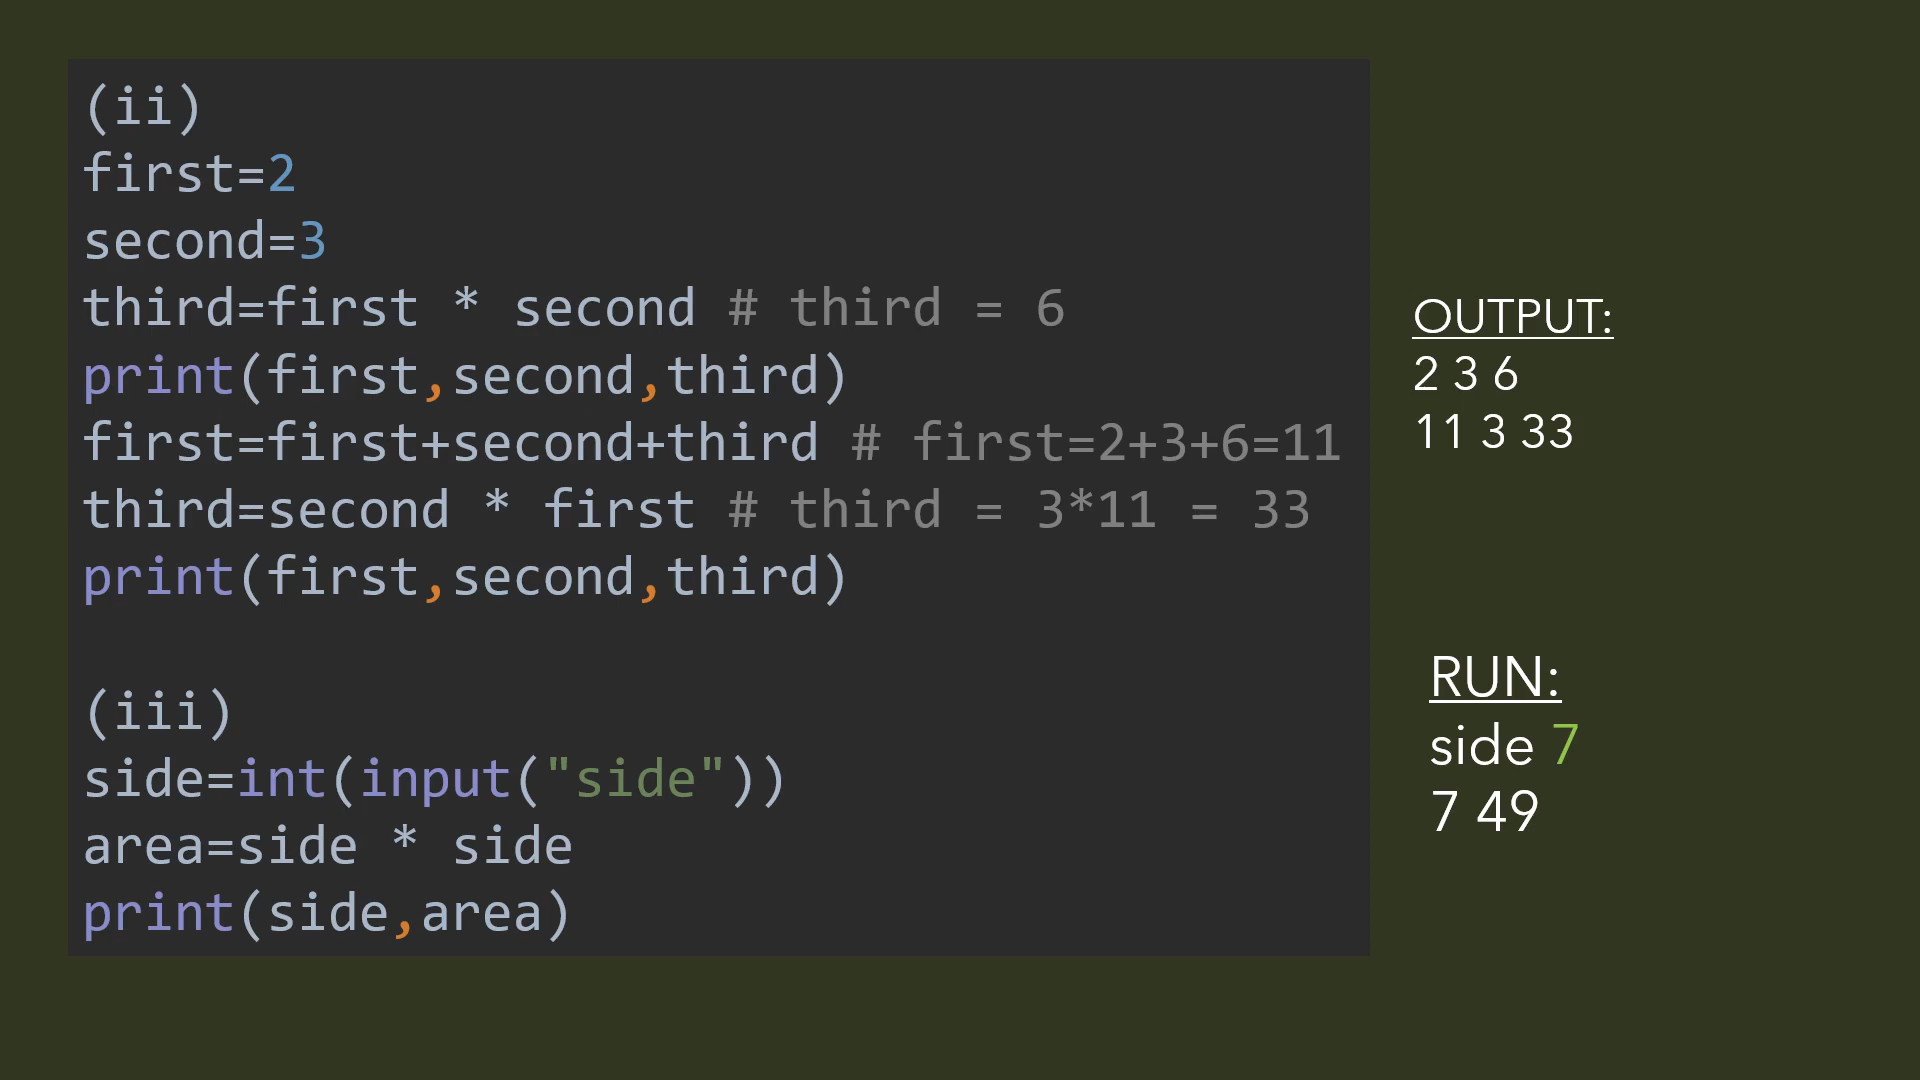 (ii)
first=2
second=3
third=first * second # third = 6
print(first,second,third)
first=first+second+third # first=2+3+6=11
third=second * first # third = 3*11 = 33
print(first,second,third)
(iii)
side=int(input("side"))
area=side * side
print(side,area)
OUTPUT:
2 3 6
11 3 33
RUN:
side 7
7 49